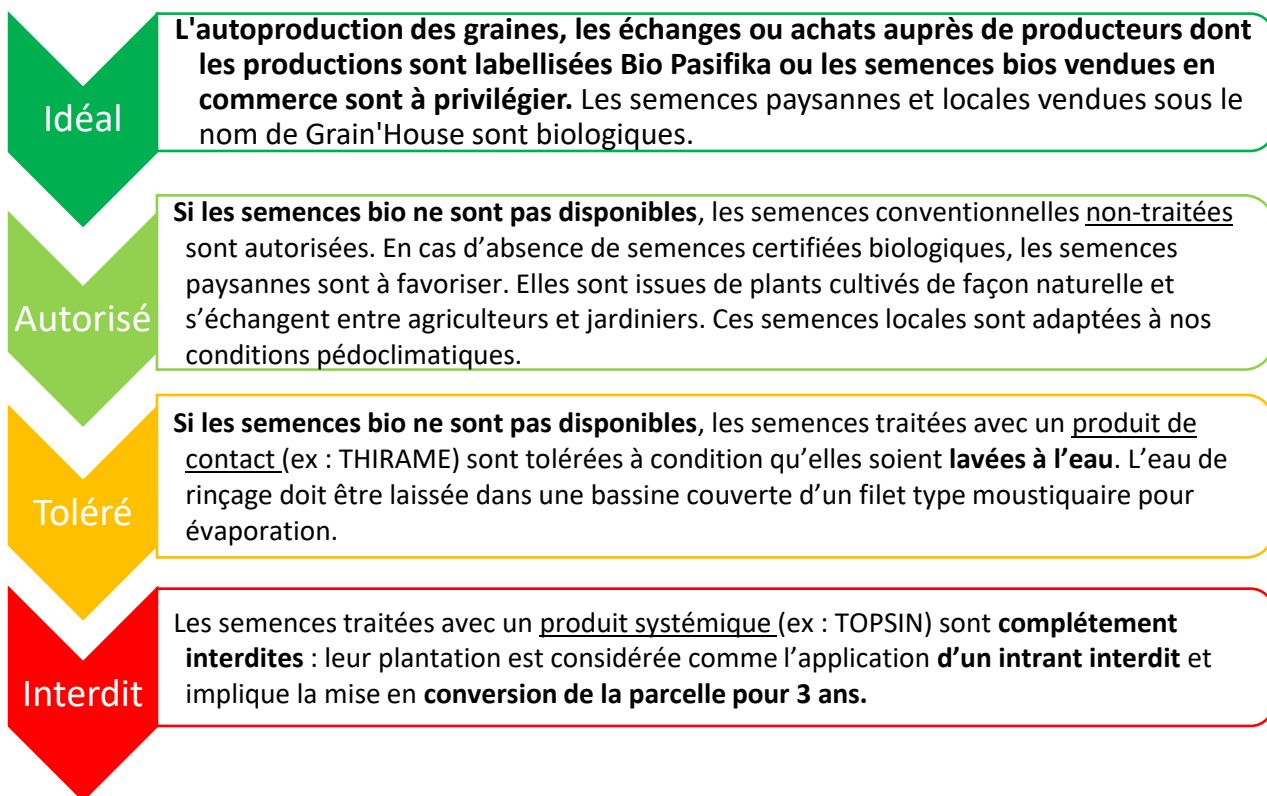 Idéal
L'autoproduction des graines, les échanges ou achats auprès de producteurs dont
les productions sont labellisées Bio Pasifika ou les semences bios vendues en
commerce sont à privilégier. Les semences paysannes et locales vendues sous le
nom de Grain'House sont biologiques.
Autorisé
Si les semences bio ne sont pas disponibles, les semences conventionnelles non-traitées
sont autorisées. En cas d’absence de semences certifiées biologiques, les semences
paysannes sont à favoriser. Elles sont issues de plants cultivés de façon naturelle et
s’échangent entre agriculteurs et jardiniers. Ces semences locales sont adaptées à nos
conditions pédoclimatiques.
Toléré
Si les semences bio ne sont pas disponibles, les semences traitées avec un produit de
contact (ex : THIRAME) sont tolérées à condition qu’elles soient lavées à l’eau. L’eau de
rinçage doit être laissée dans une bassine couverte d’un filet type moustiquaire pour
évaporation.
Interdit
Les semences traitées avec un produit systémique (ex : TOPSIN) sont complétement
interdites : leur plantation est considérée comme l’application d’un intrant interdit et
implique la mise en conversion de la parcelle pour 3 ans.